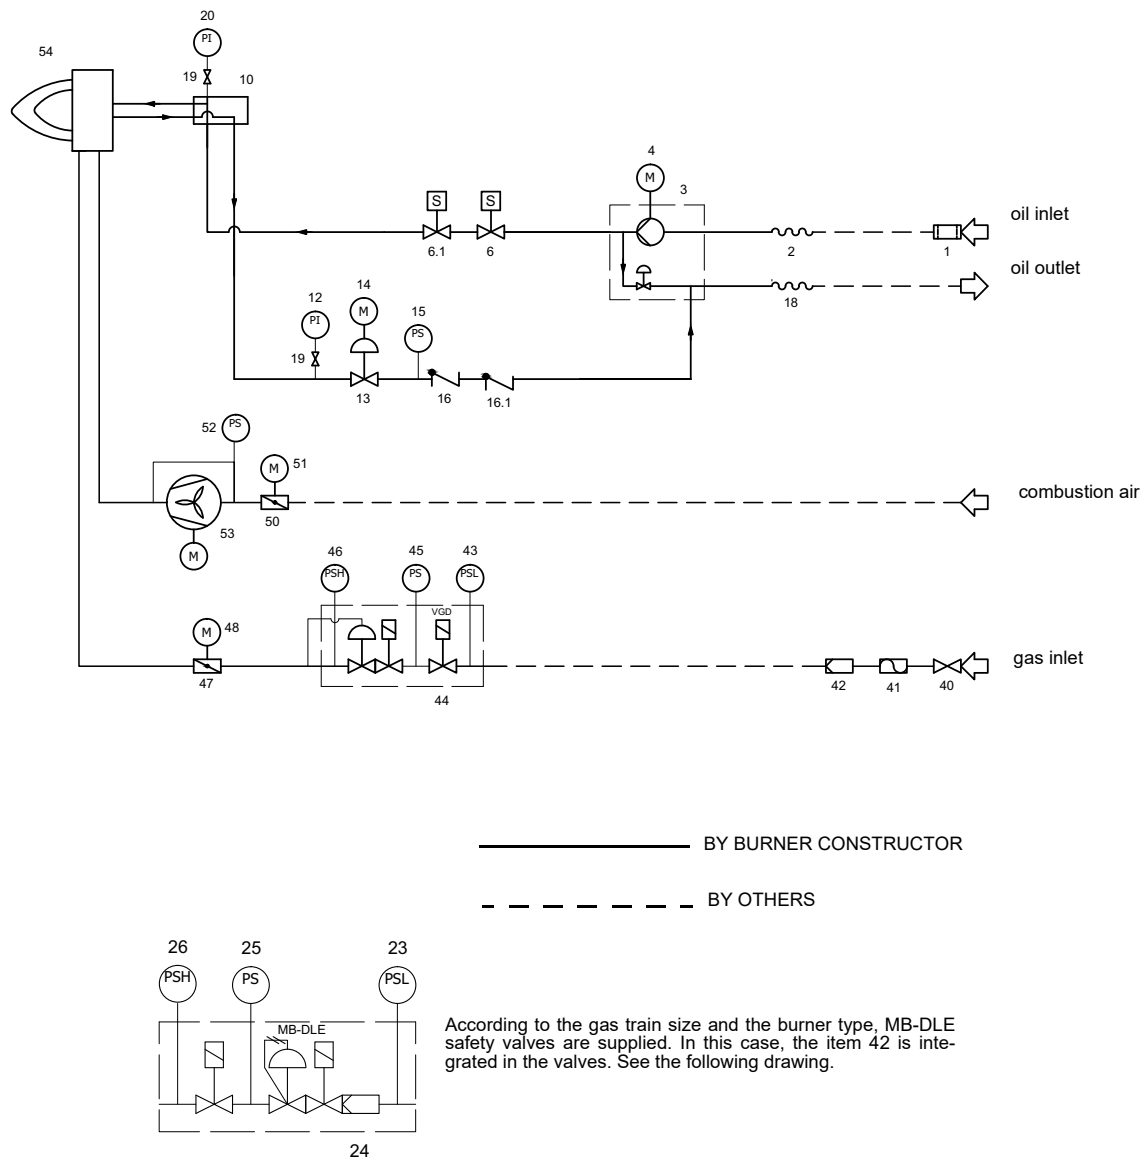 20
PI
54
19
10
4
M
3
S
S
6.1
6
2
1
oil inlet
18
oil outlet
14
M
12
PI
15
PS
19
13
16
16.1
52
PS
M
51
50
53
M
combustion air
46
PSH
45
PS
43
PSL
VGD
M
48
47
44
42
41
40
gas inlet
BY BURNER CONSTRUCTOR
BY OTHERS
26
PSH
25
PS
23
PSL
MB-DLE
24
According to the gas train size and the burner type, MB-DLE
safety valves are supplied. In this case, the item 42 is inte-
grated in the valves. See the following drawing.